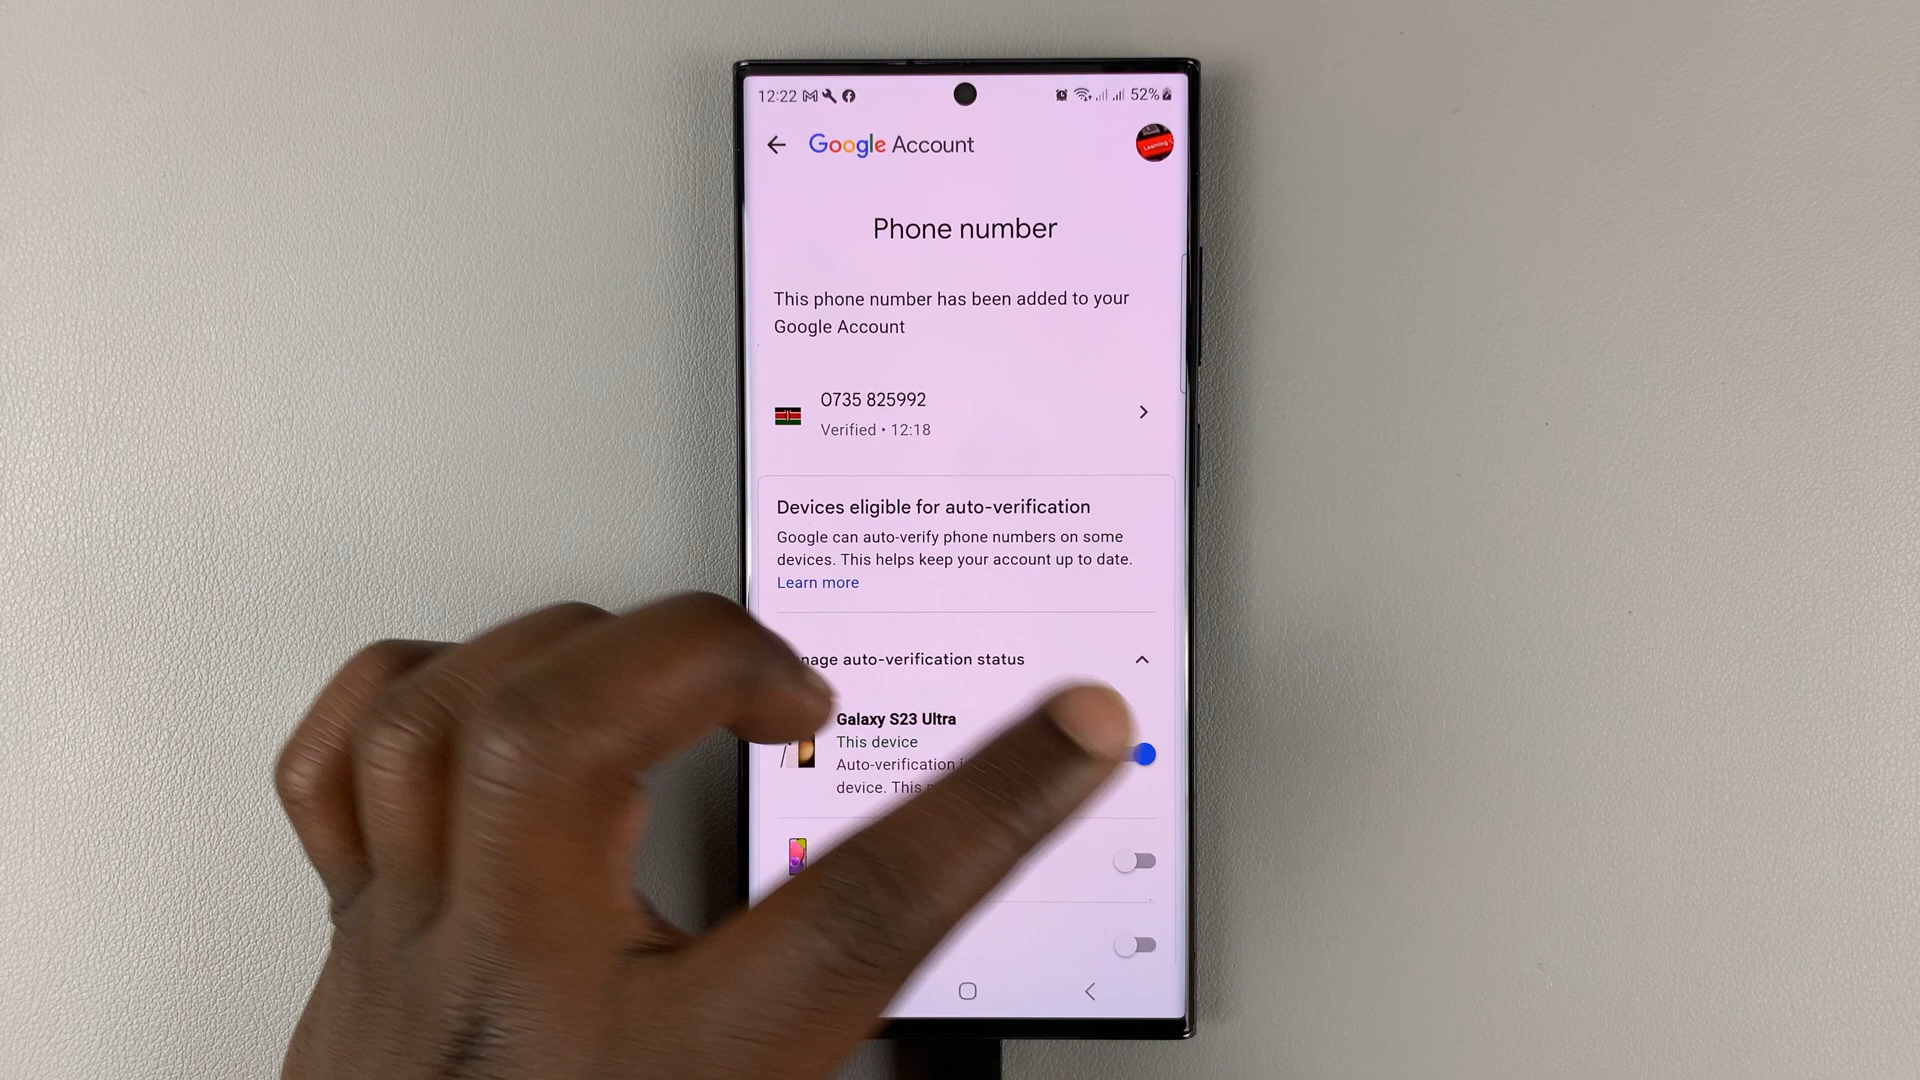 12:22 52%
Google Account
Learning
Phone number
This phone number has been added to your
Google Account
0735 825992
Verified • 12:18
Devices eligible for auto-verification
Google can auto-verify phone numbers on some
devices. This helps keep your account up to date.
Learn more
auto-verification status
Galaxy S23 Ultra
This device
Auto-verification
device. This